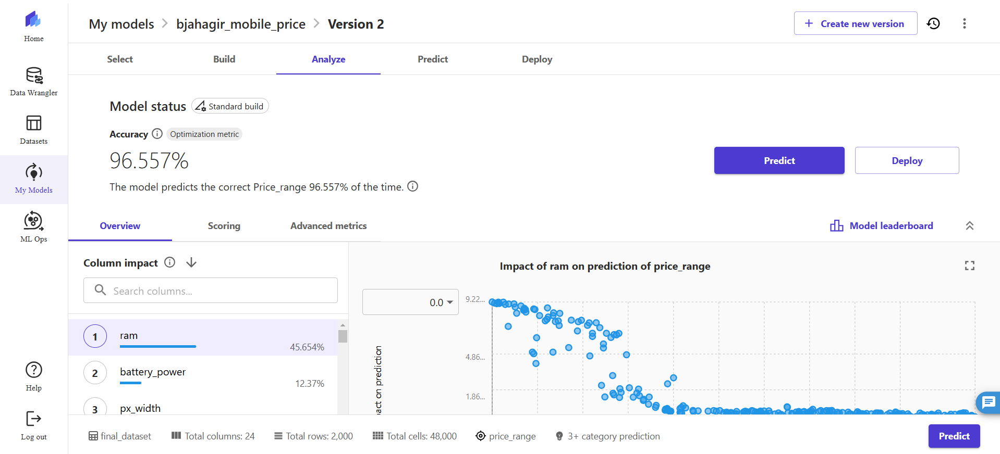 Home
Data Wrangler
Datasets
My Models
ML Ops
Help
Log out
My models > bjahagir_mobile_price > Version 2
+ Create new version
Select Build Analyze Predict Deploy
Model status Standard build
Accuracy Optimization metric
96.557%
The model predicts the correct Price_range 96.557% of the time.
Predict Deploy
Overview Scoring Advanced metrics
Model leaderboard
Column impact
Search columns...
1 ram
45.654%
2 battery_power
12.37%
3 px_width
Impact of ram on prediction of price_range
0.0
9.22...
4.86...
1.86...
act on prediction
final_dataset Total columns: 24 Total rows: 2,000 Total cells: 48,000 price_range 3+ category prediction
Predict